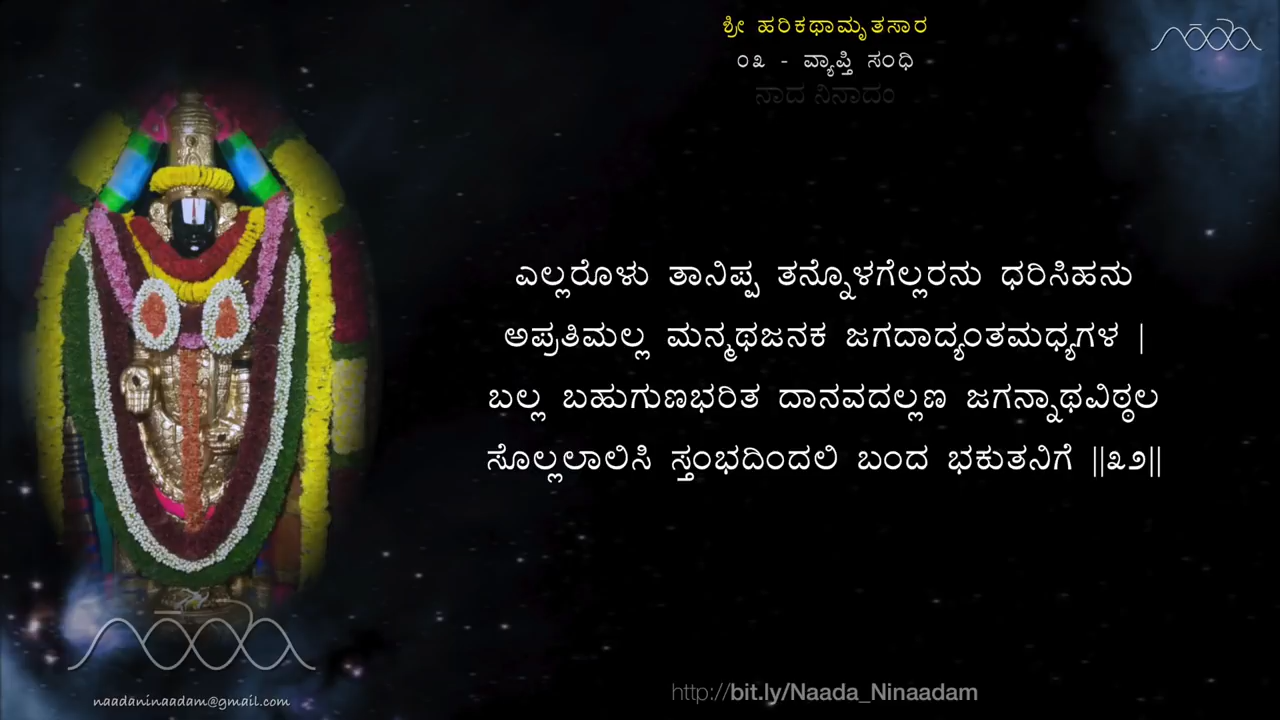 ಶ್ರೀ ಹರಿಕಥಾಮೃತಸಾರ
೦೩ - ವ್ಯಾಪ್ತಿ ಸಂಧಿ
ನಾದ ನಿನಾದಂ
nāda
ಎಲ್ಲರೊಳು ತಾನಿಪ್ಪ ತನ್ನೊಳಗೆಲ್ಲರನು ಧರಿಸಿಹನು
ಅಪ್ರತಿಮಲ್ಲ ಮನ್ಮಥಜನಕ ಜಗದಾದ್ಯಂತಮಧ್ಯಗಳ |
ಬಲ್ಲ ಬಹುಗುಣಭರಿತ ದಾನವದಲ್ಲಣ ಜಗನ್ನಾಥವಿಠ್ಠಲ
ಸೊಲ್ಲಲಾಲಿಸಿ ಸ್ತಂಭದಿಂದಲಿ ಬಂದ ಭಕುತನಿಗೆ ||೩೨||
nāda
naadaninaadam@gmail.com
http://bit.ly/Naada_Ninaadam